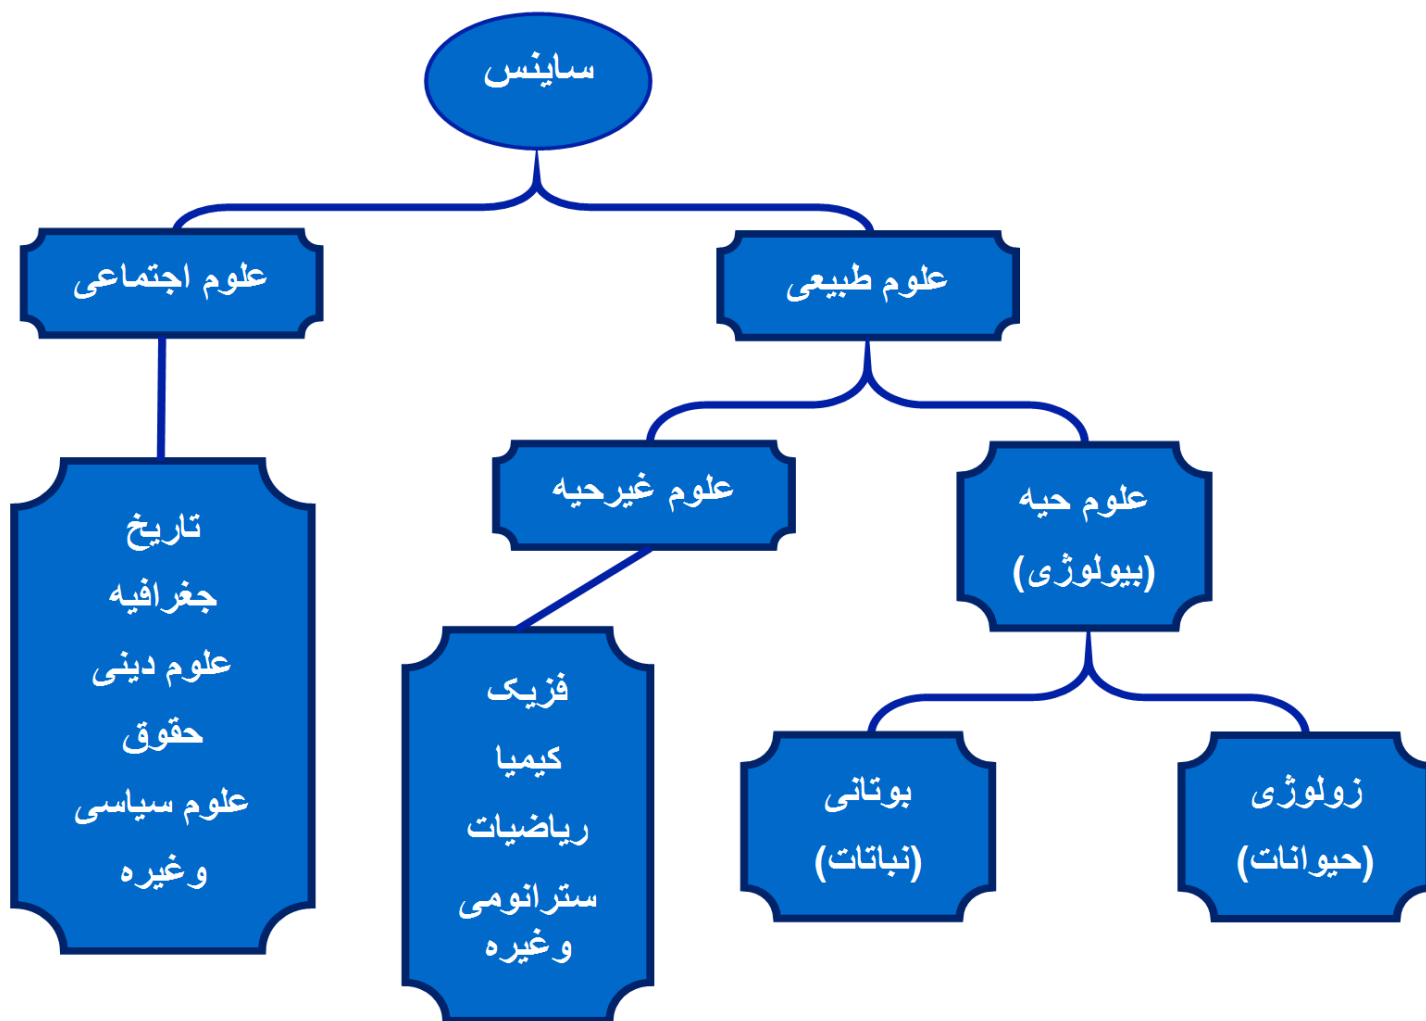 ساینس
علوم طبیعی
علوم اجتماعی
علوم حیه
(بیولوژی)
علوم غیرحیه
زولوژی
(حیوانات)
بوتانی
(نباتات)
فزیک
کیمیا
ریاضیات
سترانومی
وغیره
تاریخ
جغرافیه
علوم دینی
حقوق
علوم سیاسی
وغیره